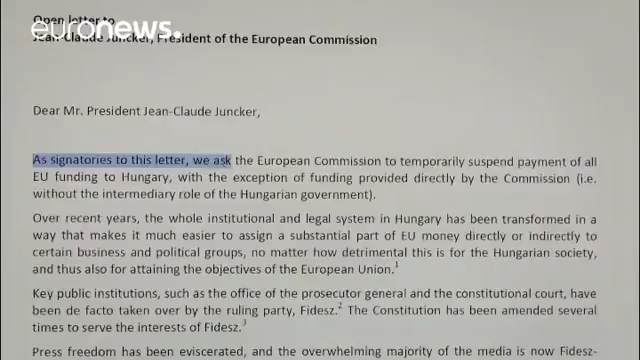 Open letter to
euronews.
Jean-Claude Juncker, President of the European Commission
Dear Mr. President Jean-Claude Juncker,
As signatories to this letter, we ask the European Commission to temporarily suspend payment of all
EU funding to Hungary, with the exception of funding provided directly by the Commission (i.e.
without the intermediary role of the Hungarian government).
Over recent years, the whole institutional and legal system in Hungary has been transformed in a
way that makes it much easier to assign a substantial part of EU money directly or indirectly to
certain business and political groups, no matter how detrimental this is for the Hungarian society,
and thus also for attaining the objectives of the European Union.¹
Key public institutions, such as the office of the prosecutor general and the constitutional court, have
been de facto taken over by the ruling party, Fidesz.² The Constitution has been amended several
times to serve the interests of Fidesz.³
Press freedom has been eviscerated, and the overwhelming majority of the media is now Fidesz-